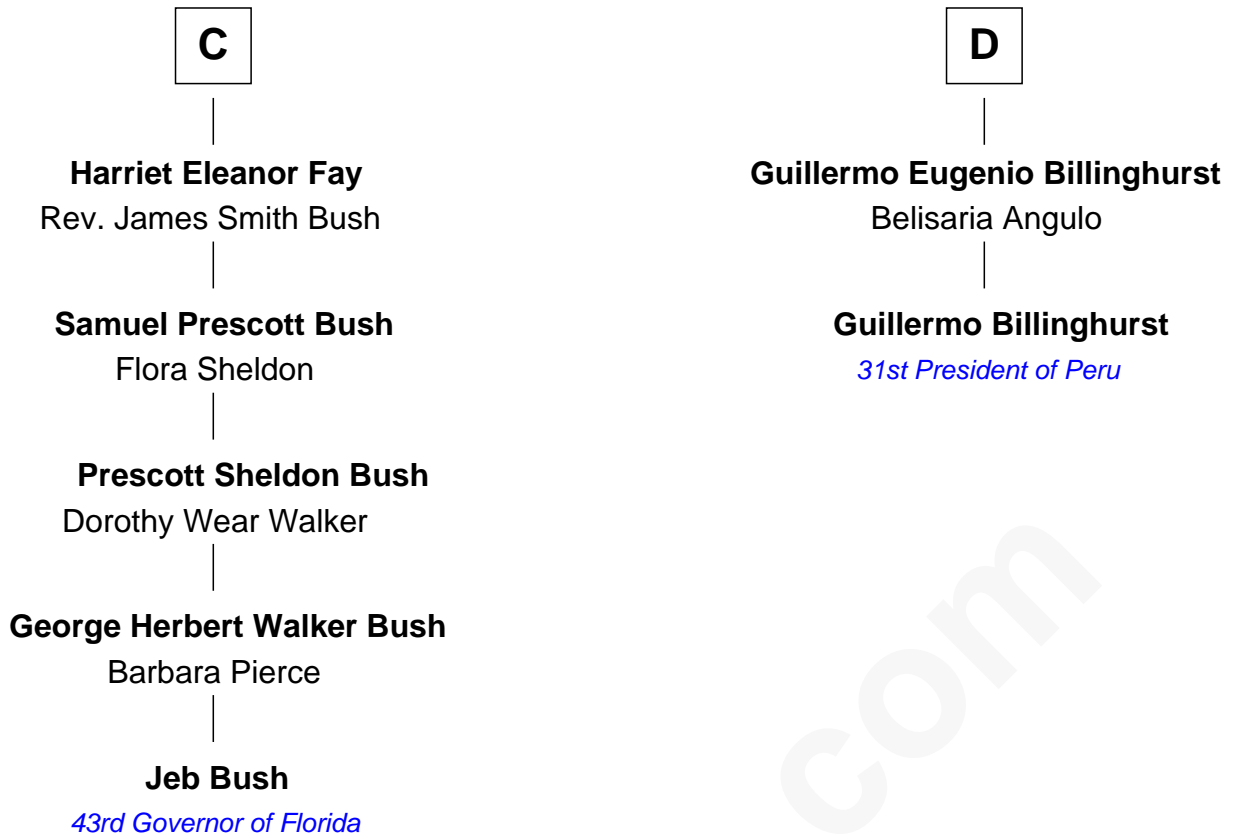 C
Harriet Eleanor Fay
Rev. James Smith Bush
Samuel Prescott Bush
Flora Sheldon
Prescott Sheldon Bush
Dorothy Wear Walker
George Herbert Walker Bush
Barbara Pierce
Jeb Bush
43rd Governor of Florida
D
Guillermo Eugenio Billinghurst
Belisaria Angulo
Guillermo Billinghurst
31st President of Peru
com